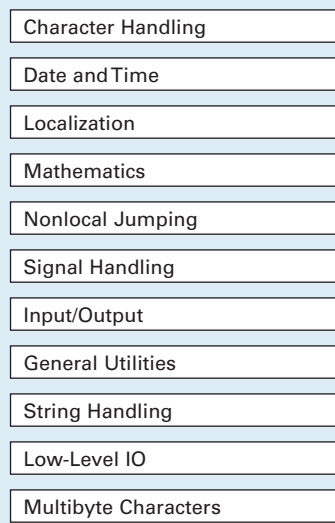 Character Handling
Date and Time
Localization
Mathematics
Nonlocal Jumping
Signal Handling
Input/Output
General Utilities
String Handling
Low-Level IO
Multibyte Characters